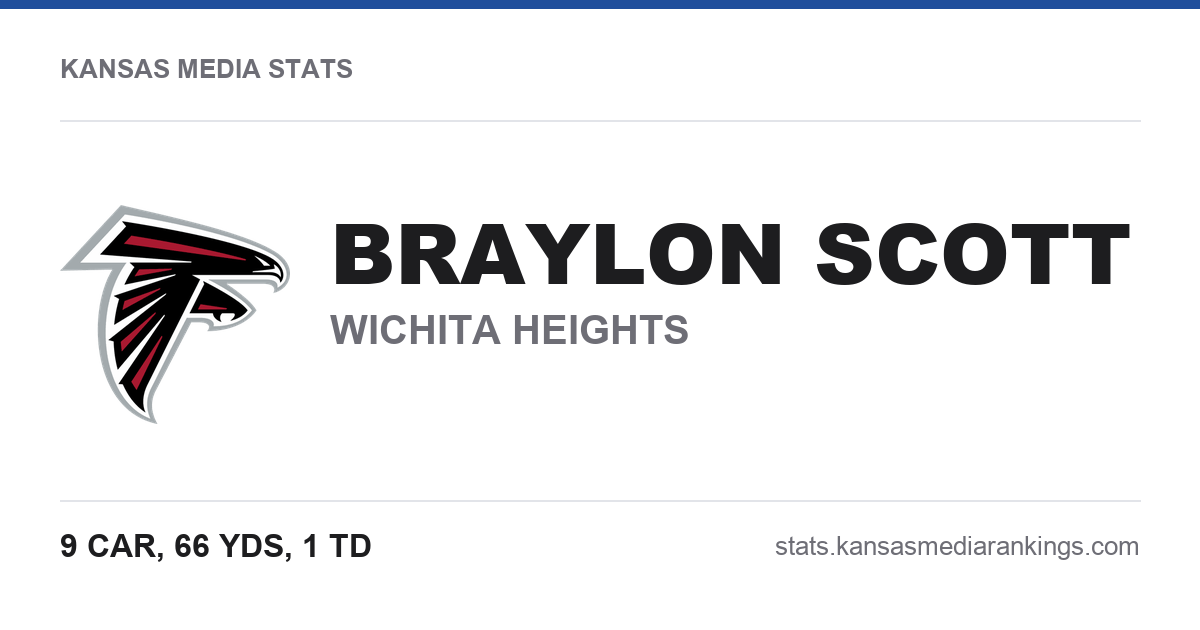 KANSAS MEDIA STATS
BRAYLON SCOTT
WICHITA HEIGHTS
9 CAR, 66 YDS, 1 TD
stats.kansasmediarankings.com